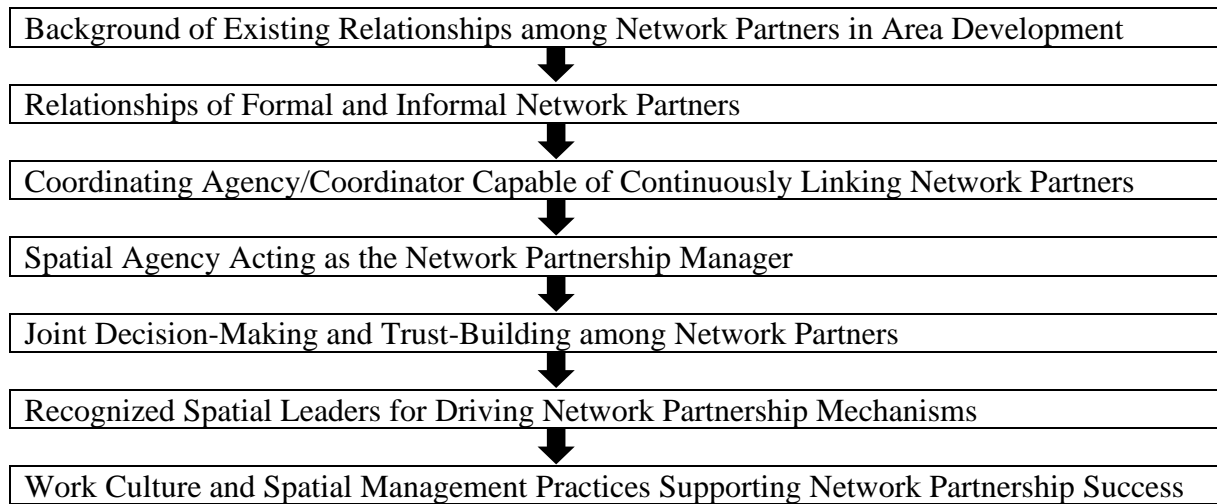 Background of Existing Relationships among Network Partners in Area Development
Relationships of Formal and Informal Network Partners
Coordinating Agency/Coordinator Capable of Continuously Linking Network Partners
Spatial Agency Acting as the Network Partnership Manager
Joint Decision-Making and Trust-Building among Network Partners
Recognized Spatial Leaders for Driving Network Partnership Mechanisms
Work Culture and Spatial Management Practices Supporting Network Partnership Success